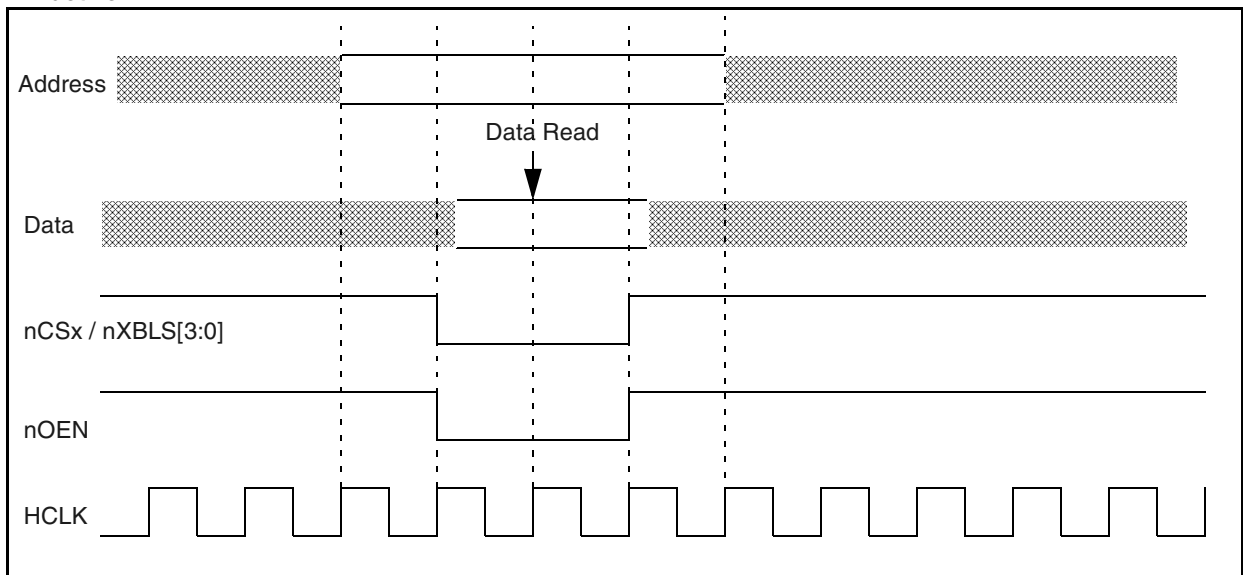 Address
Data Read
Data
nCSx / nXBLS[3:0]
nOEN
HCLK